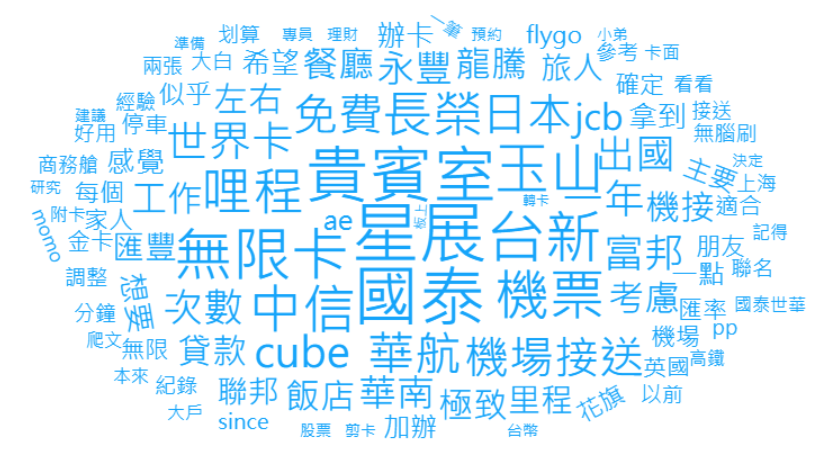 準備 划算 專員 理財 辦卡 一筆 預約 flygo 小弟
兩張 大白 希望 餐廳 永豐 龍騰 旅人 參考 卡面
確定 看看
建議 經驗 似乎 左右 免費 長榮 日本 jcb 拿到 接送
好用 停車 世界卡 出國 無腦刷
商務艙 感覺 哩程 貴賓室 玉山 主要 決定
研究 每個 工作 轉卡 一年 機接 適合 上海
momo 附卡 家人 ae 星展 板上 台新 記得
金卡 匯豐 無限卡 富邦 朋友
調整 想要 次數 中信 國泰 機票 考慮 一點 聯名
分鐘 匯率 國泰世華
爬文 無限 貸款 cube 華航 機場接送 機場 pp
本來 紀錄 聯邦 飯店 華南 極致 里程 花旗 英國 高鐵
大戶 since 以前
股票 剪卡 加辦 台幣